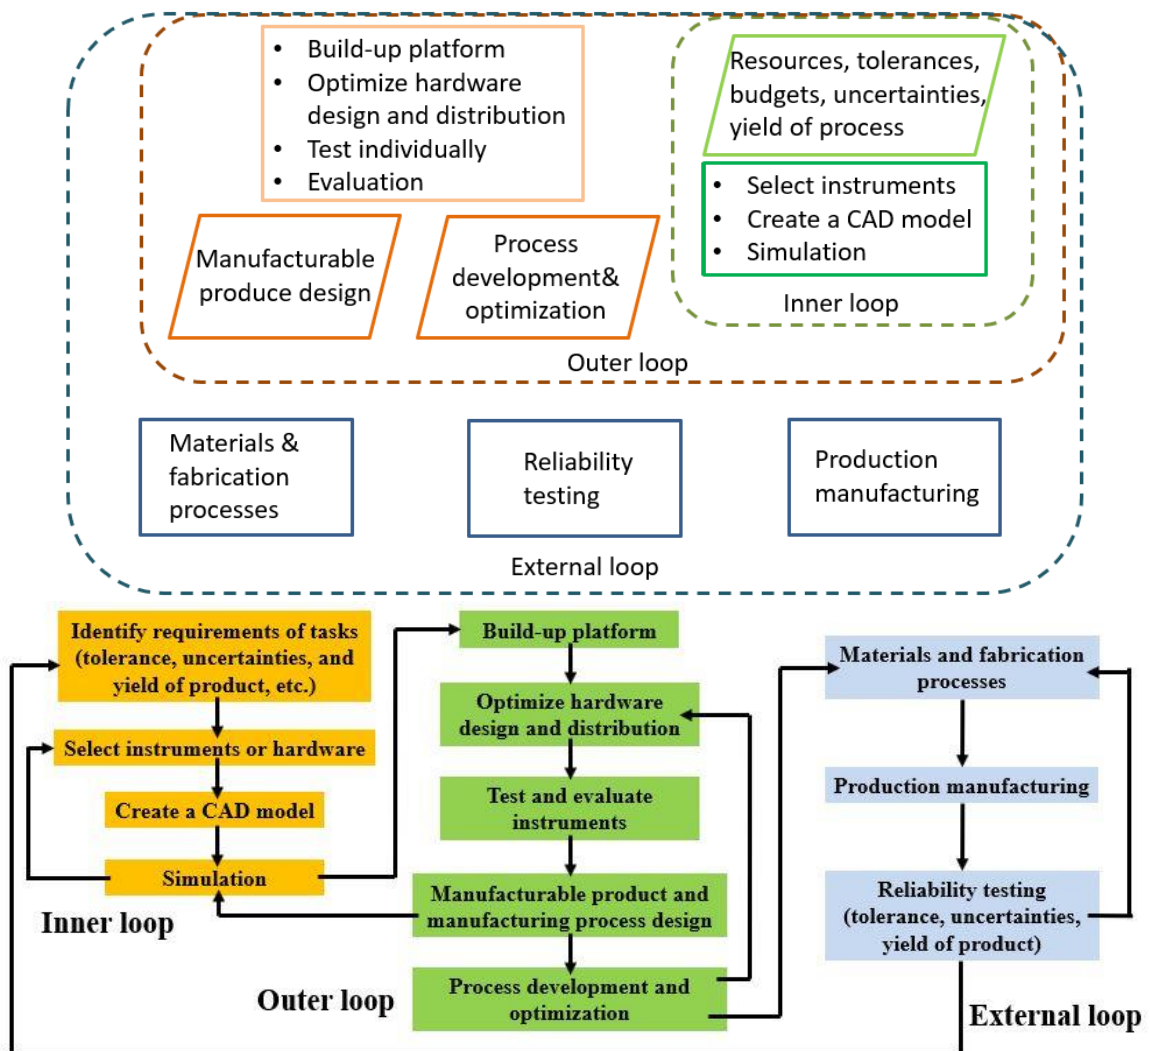 • Build-up platform
• Optimize hardware
design and distribution
• Test individually
• Evaluation
Resources, tolerances,
budgets, uncertainties,
yield of process
• Select instruments
• Create a CAD model
• Simulation
Inner loop
Manufacturable
produce design
Process
development&
optimization
Outer loop
Materials &
fabrication
processes
Reliability
testing
Production
manufacturing
External loop
Identify requirements of tasks
(tolerance, uncertainties, and
yield of product, etc.)
Select instruments or hardware
Create a CAD model
Simulation
Inner loop
Build-up platform
Optimize hardware
design and distribution
Test and evaluate
instruments
Manufacturable product and
manufacturing process design
Process development and
optimization
Outer loop
Materials and fabrication
processes
Production manufacturing
Reliability testing
(tolerance, uncertainties,
yield of product)
External loop